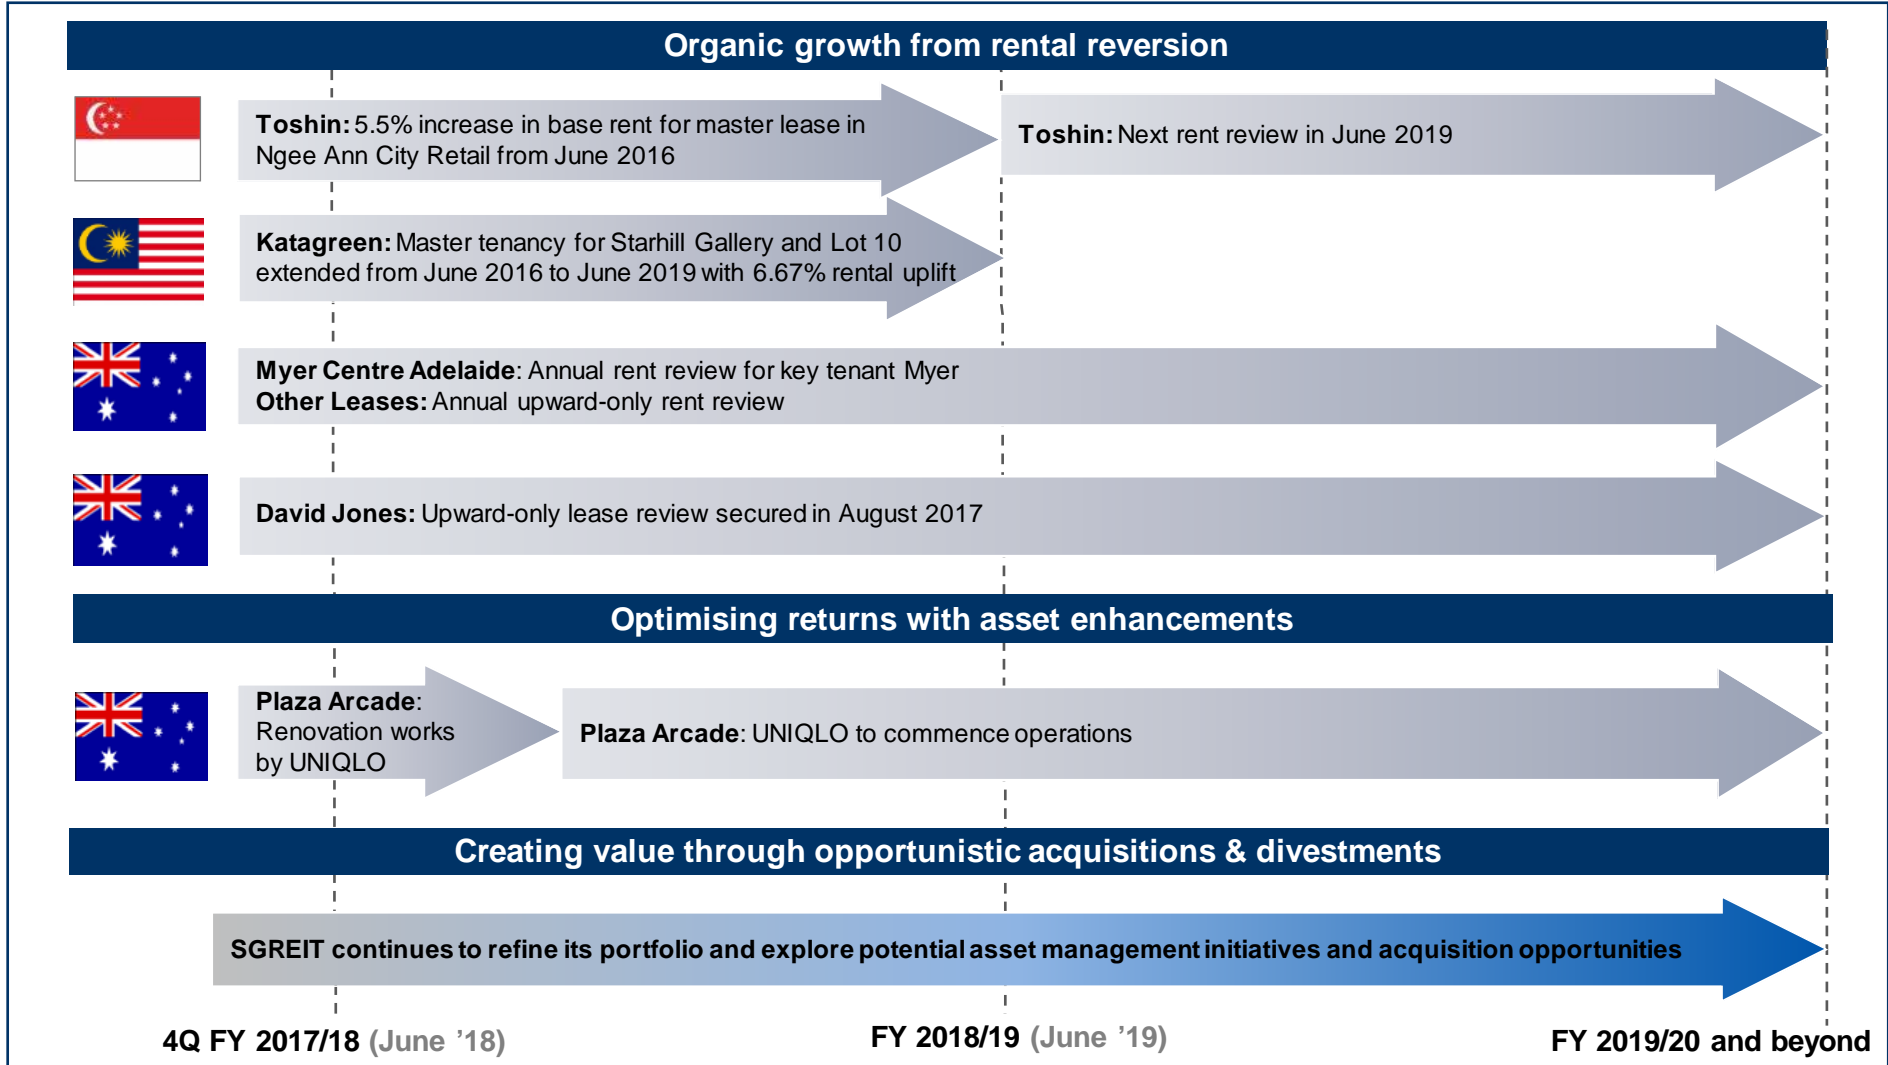 Organic growth from rental reversion
Toshin: 5.5% increase in base rent for master lease in
Ngee Ann City Retail from June 2016
Toshin: Next rent review in June 2019
Katagreen: Master tenancy for Starhill Gallery and Lot 10
extended from June 2016 to June 2019 with 6.67% rental uplift
Myer Centre Adelaide: Annual rent review for key tenant Myer
Other Leases: Annual upward-only rent review
David Jones: Upward-only lease review secured in August 2017
Optimising returns with asset enhancements
Plaza Arcade:
Renovation works
by UNIQLO
Plaza Arcade: UNIQLO to commence operations
Creating value through opportunistic acquisitions & divestments
SGREIT continues to refine its portfolio and explore potential asset management initiatives and acquisition opportunities
4Q FY 2017/18 (June ’18)
FY 2018/19 (June ’19)
FY 2019/20 and beyond